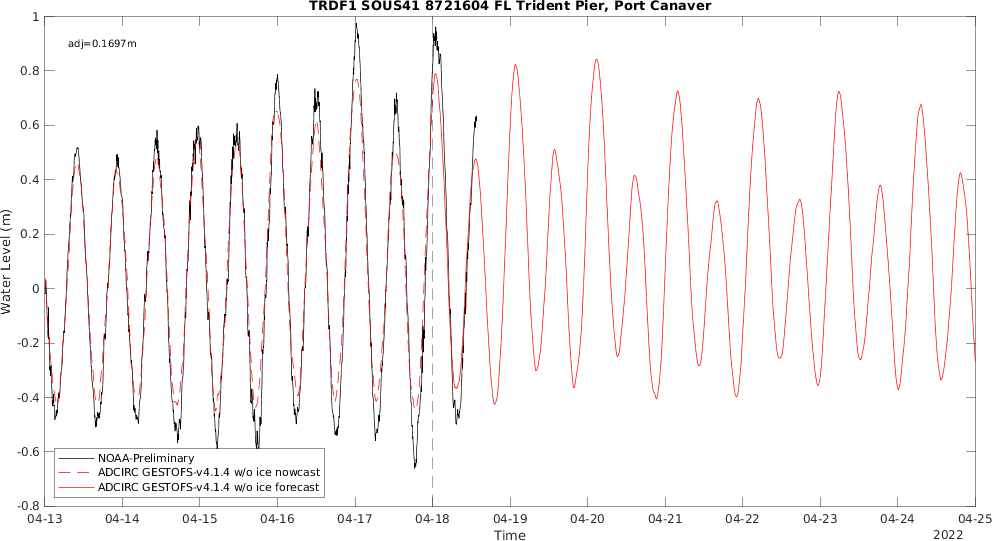 TRDF1 SOUS41 8721604 FL Trident Pier, Port Canaver
adj=0.1697m
1
0.8
0.6
0.4
0.2
0
-0.2
-0.4
-0.6
-0.8
Water Level (m)
NOAA-Preliminary
ADCIRC GESTOFS-v4.1.4 w/o ice nowcast
ADCIRC GESTOFS-v4.1.4 w/o ice forecast
04-13 04-14 04-15 04-16 04-17 04-18 04-19 04-20 04-21 04-22 04-23 04-24 04-25
Time
2022